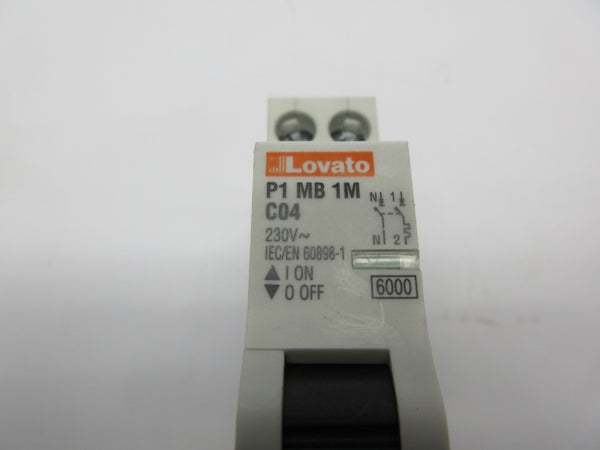 Lovato
P1 MB 1M
C04
230V~
IEC/EN 60898-1
▲ I ON
▼ O OFF
N 1
N 2
6000